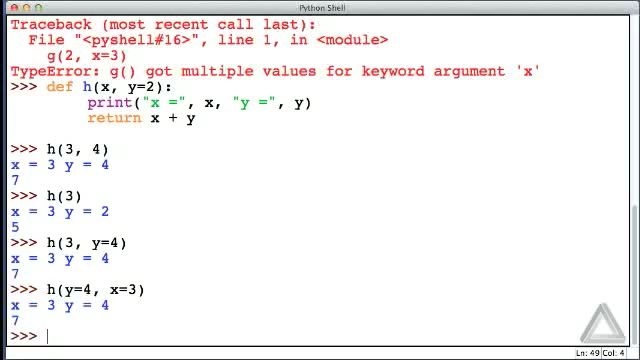 Python Shell
Traceback (most recent call last):
  File "<pyshell#16>", line 1, in <module>
    g(2, x=3)
TypeError: g() got multiple values for keyword argument 'x'
>>> def h(x, y=2):
        print("x =", x, "y =", y)
        return x + y
>>> h(3, 4)
x = 3 y = 4
7
>>> h(3)
x = 3 y = 2
5
>>> h(3, y=4)
x = 3 y = 4
7
>>> h(y=4, x=3)
x = 3 y = 4
7
>>>
Ln: 49 Col: 4